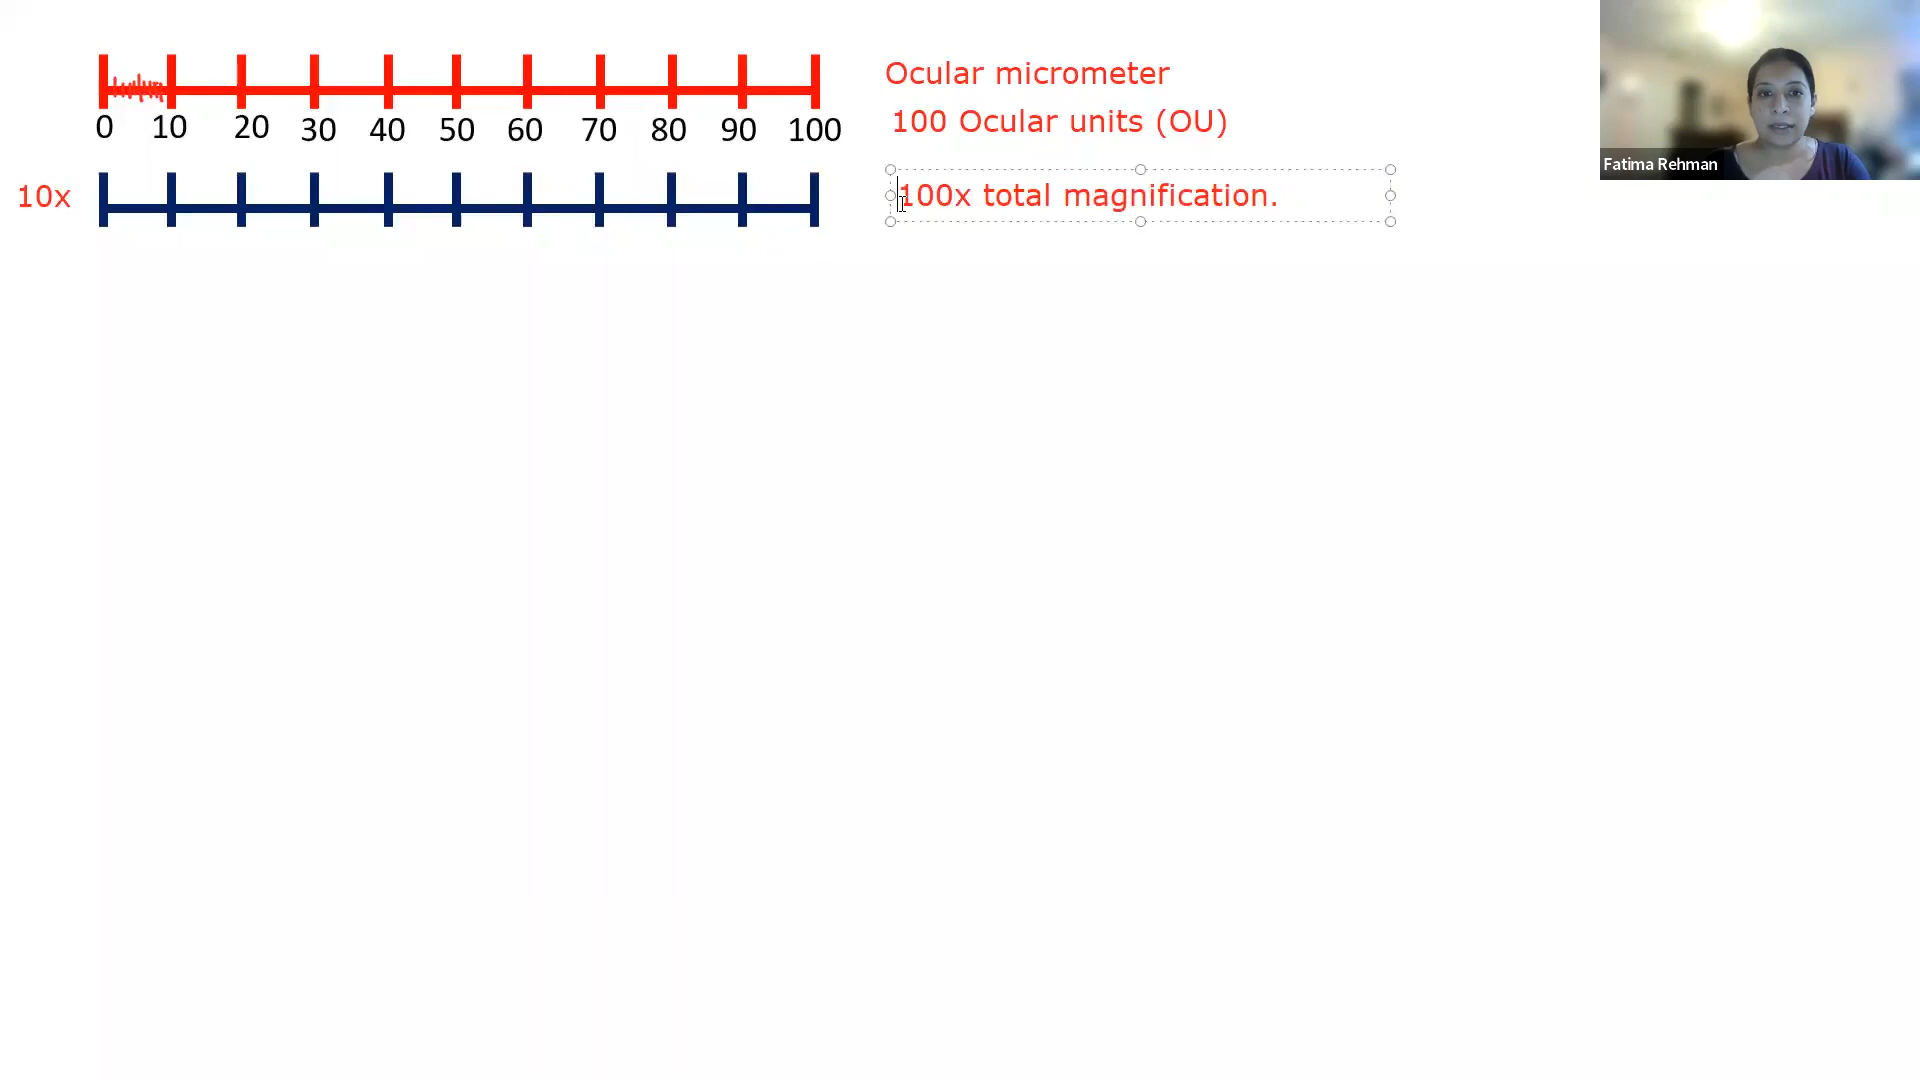 Ocular micrometer
0 10 20 30 40 50 60 70 80 90 100
100 Ocular units (OU)
10x
100x total magnification.
Fatima Rehman